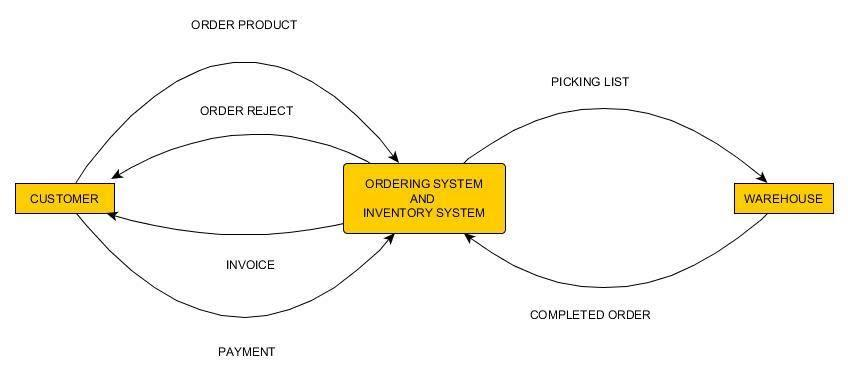 ORDER PRODUCT
PICKING LIST
ORDER REJECT
CUSTOMER
ORDERING SYSTEM
AND
INVENTORY SYSTEM
WAREHOUSE
INVOICE
COMPLETED ORDER
PAYMENT